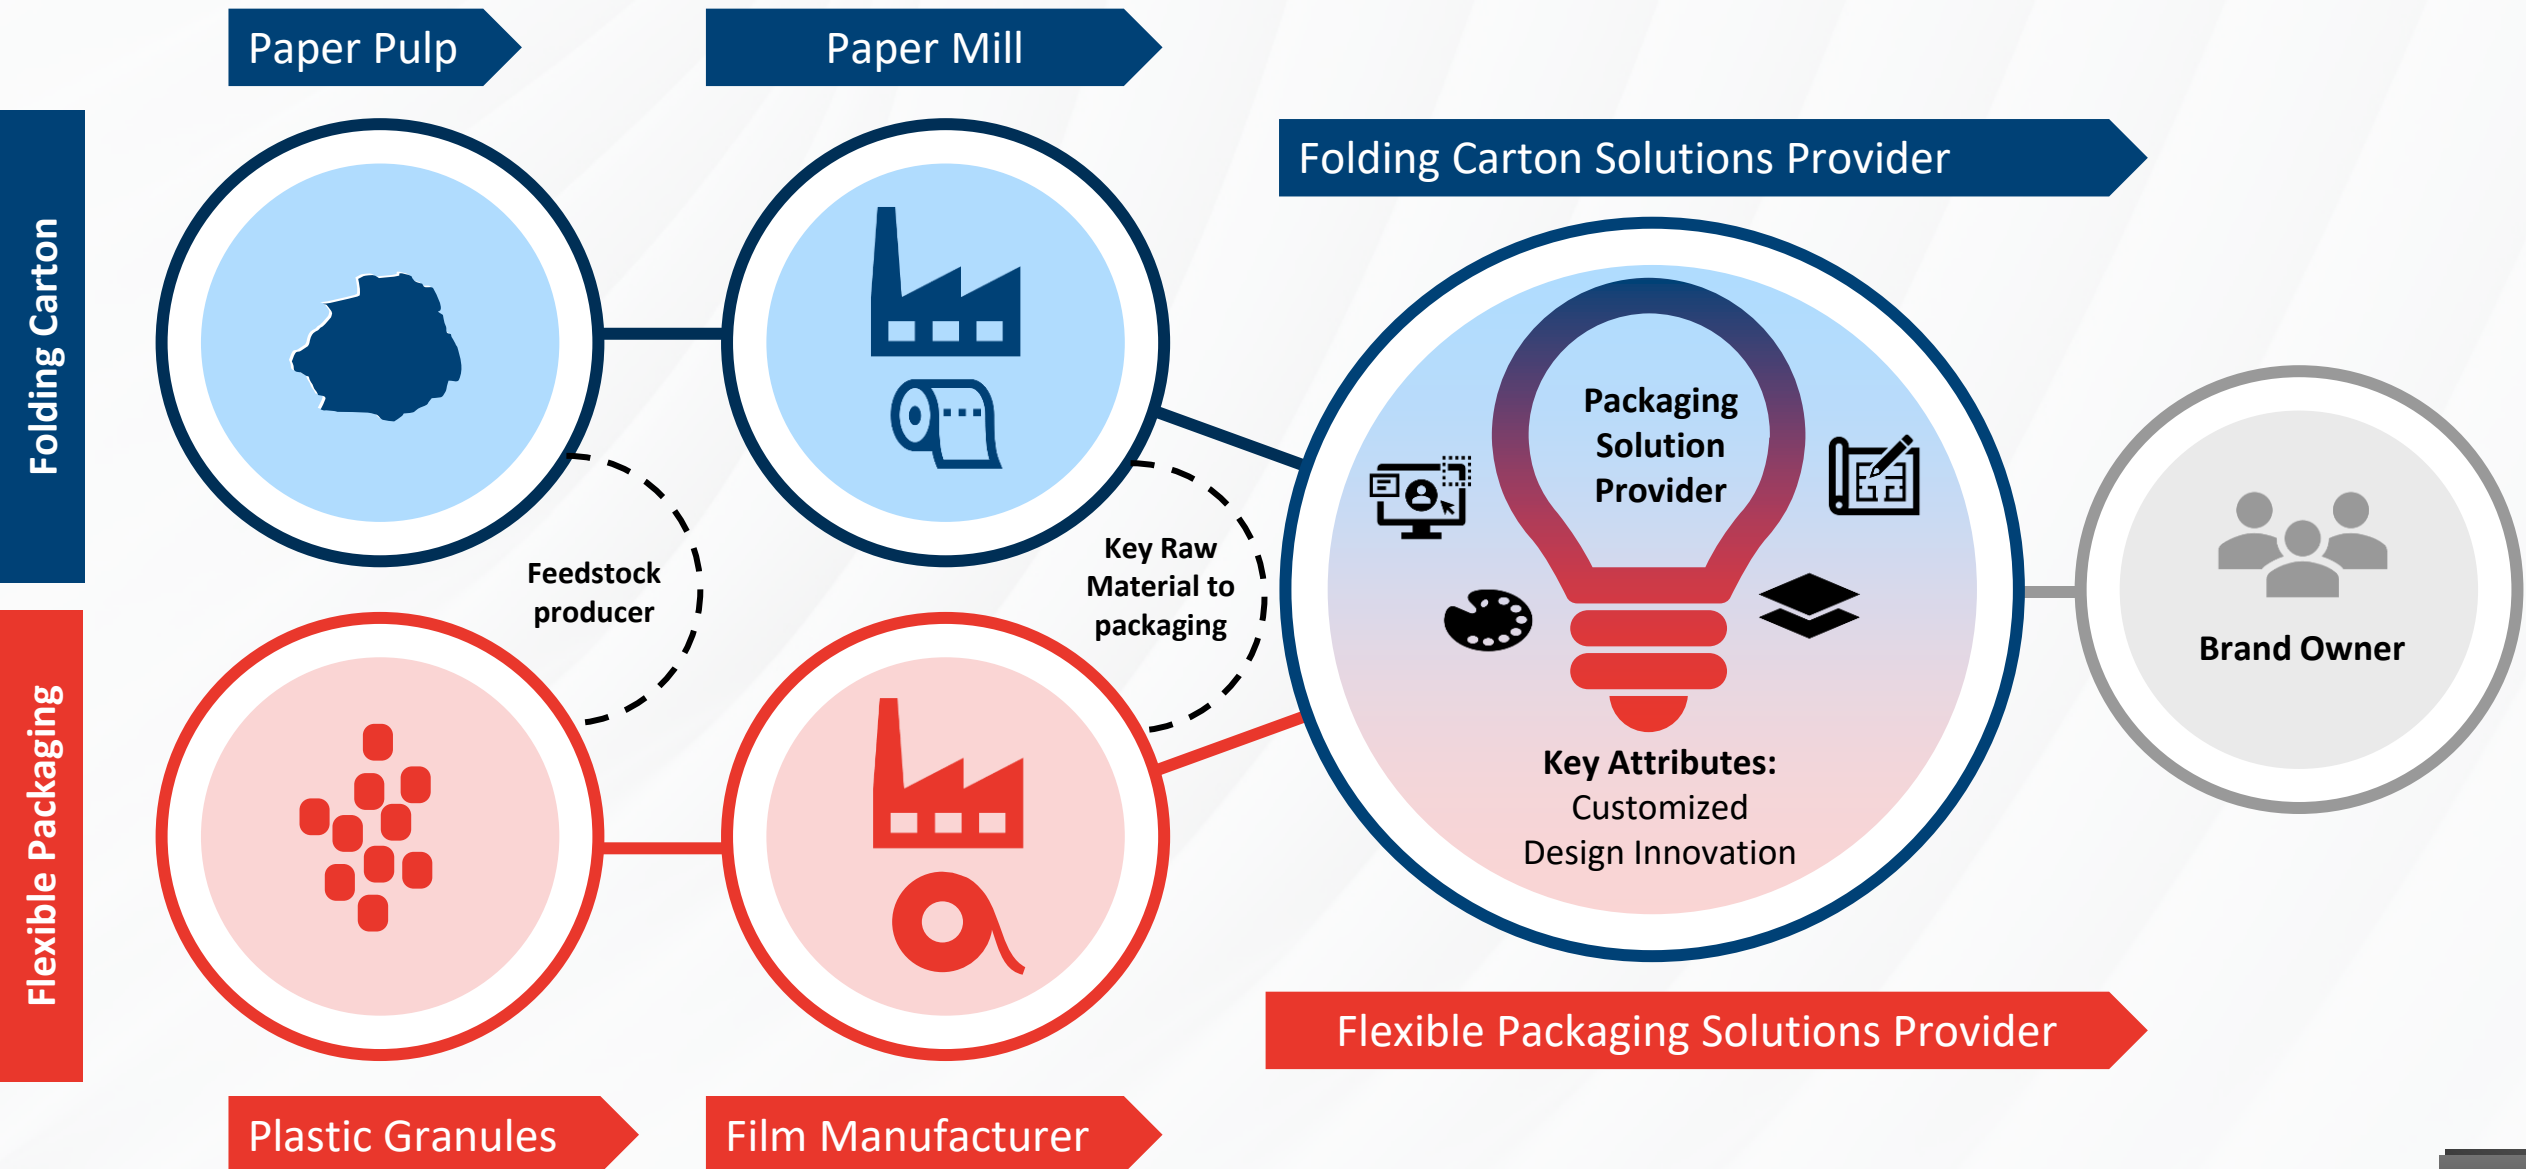 Paper Pulp
Paper Mill
Folding Carton Solutions Provider
Folding Carton
Packaging
Solution
Provider
Feedstock
producer
Key Raw
Material to
packaging
Brand Owner
Flexible Packaging
Key Attributes:
Customized
Design Innovation
Flexible Packaging Solutions Provider
Plastic Granules
Film Manufacturer